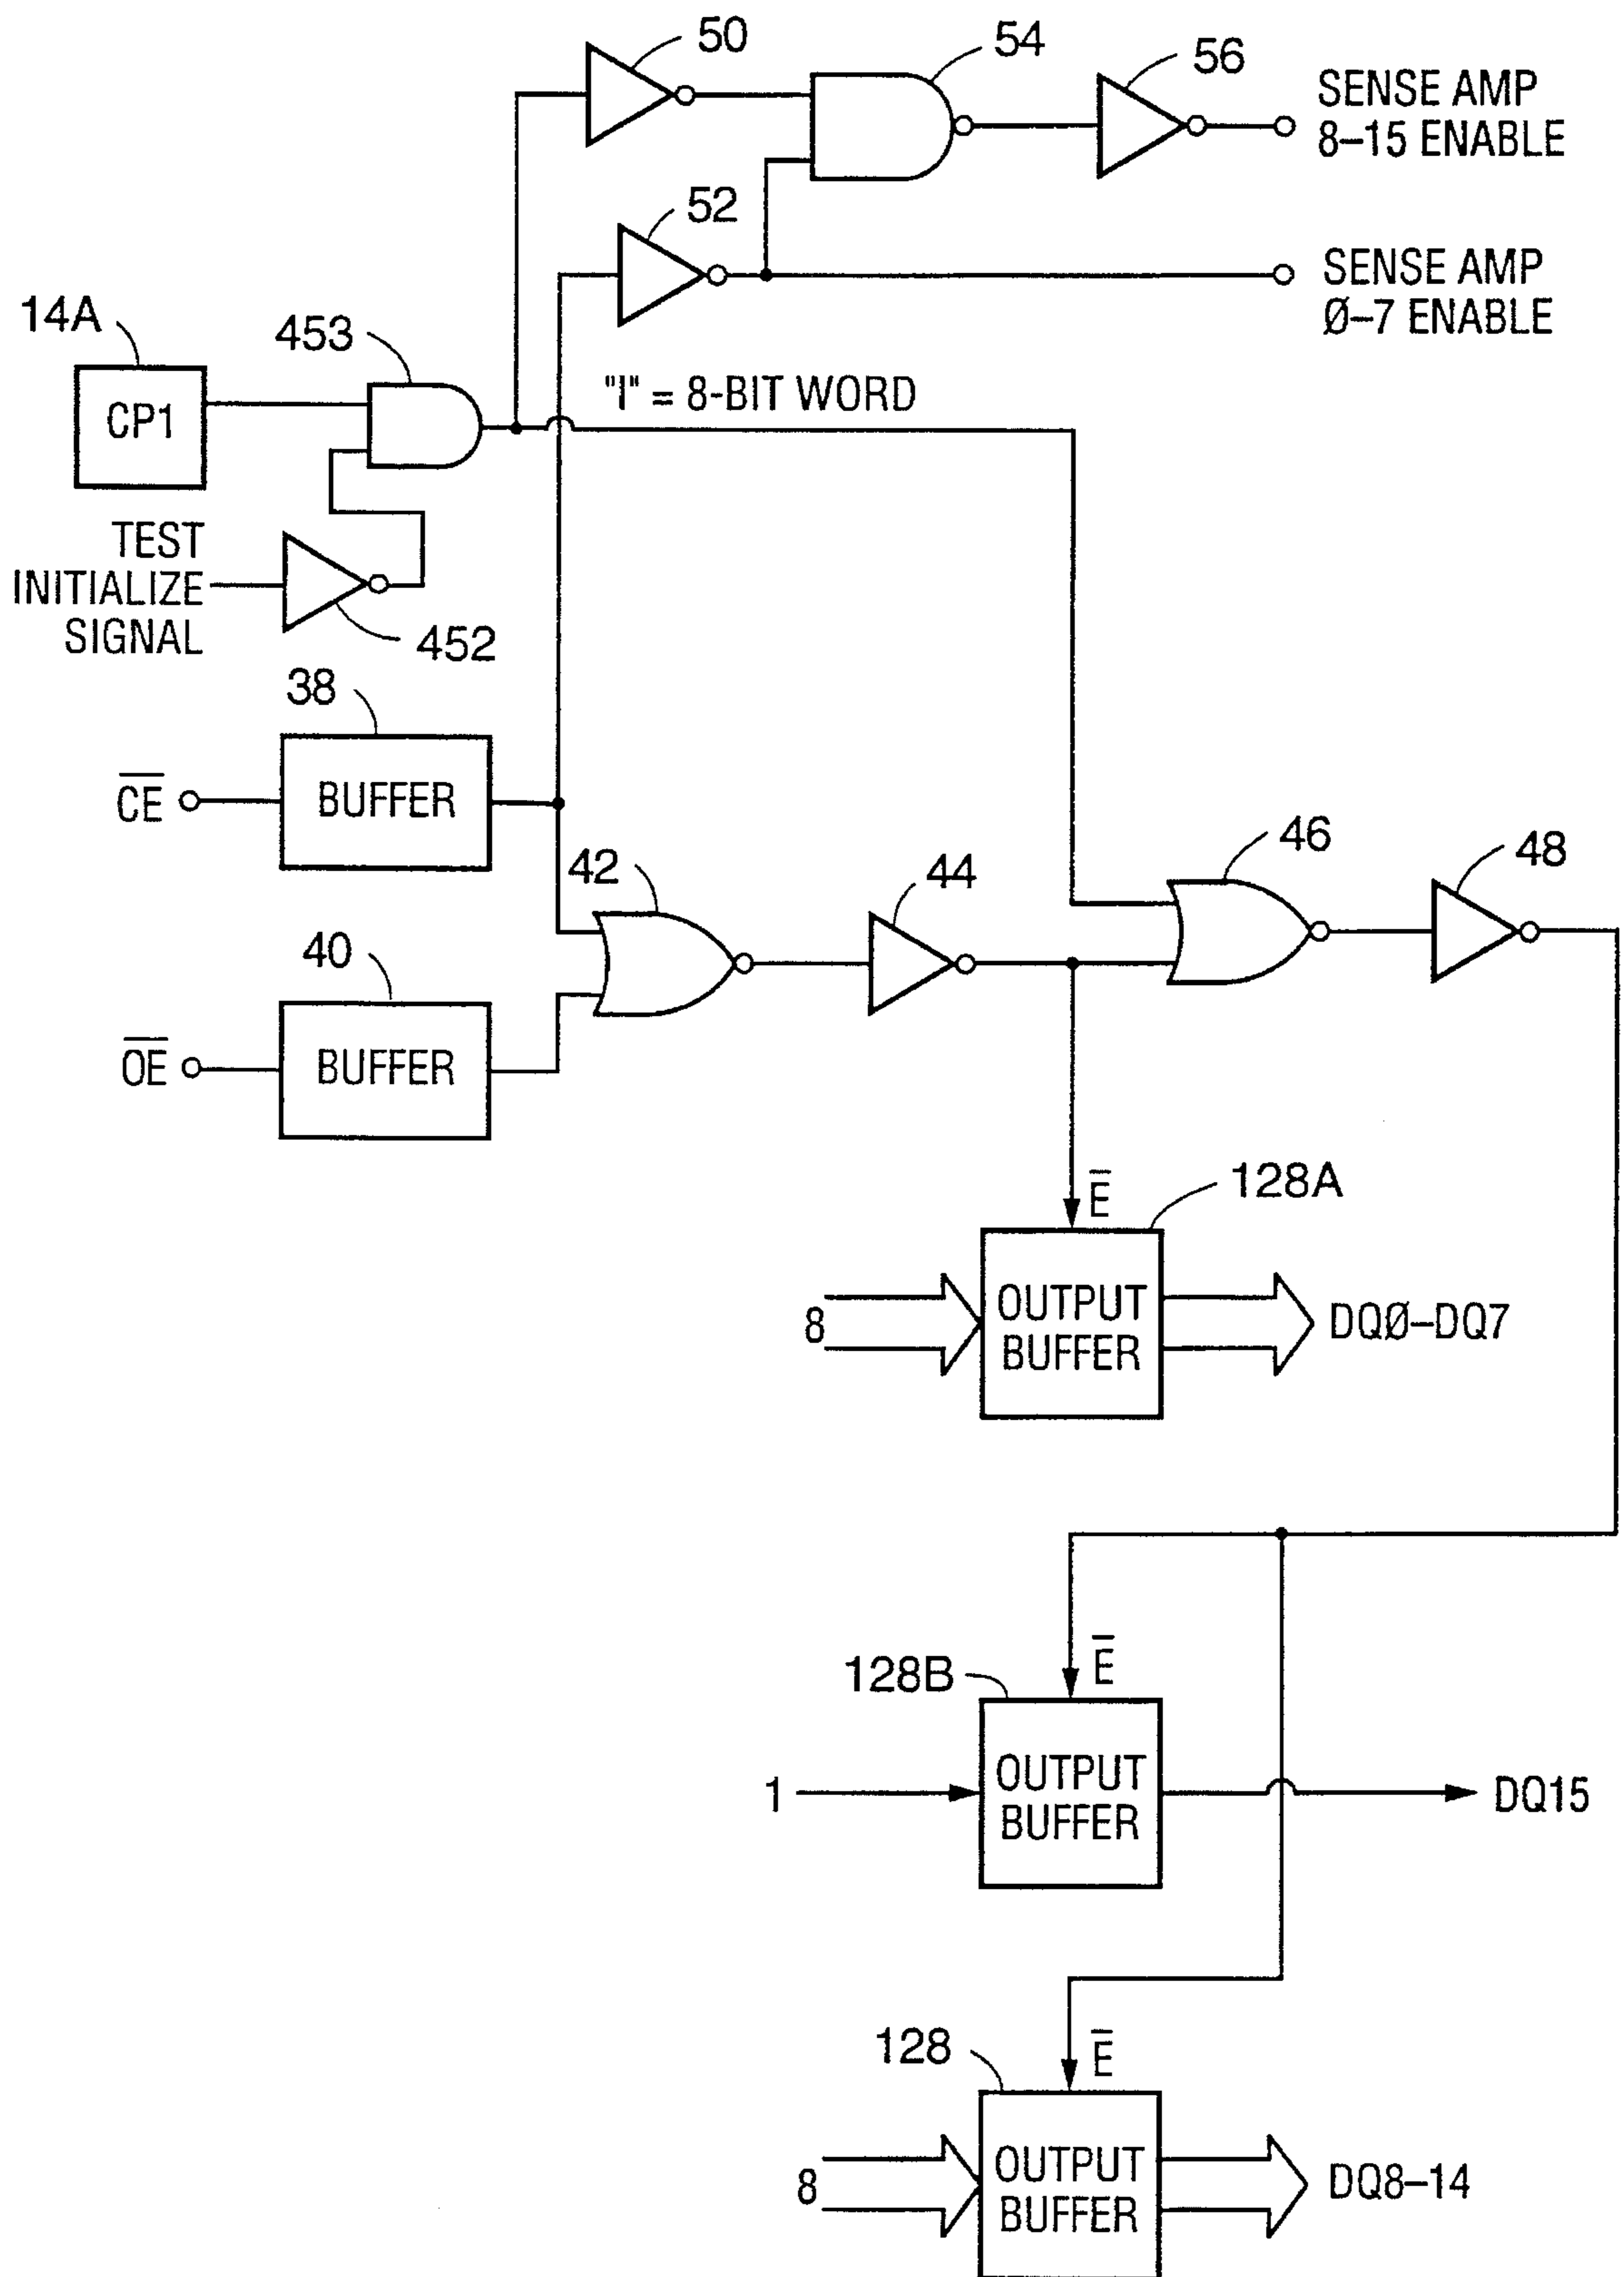 50
54
56
SENSE AMP
8–15 ENABLE
52
SENSE AMP
Ø–7 ENABLE
14A
453
CP1
"1" = 8-BIT WORD
TEST
INITIALIZE
SIGNAL
452
38
CE
BUFFER
42
44
46
48
40
OE
BUFFER
E
128A
8
OUTPUT
BUFFER
DQØ–DQ7
128B
E
1
OUTPUT
BUFFER
DQ15
128
E
8
OUTPUT
BUFFER
DQ8–14